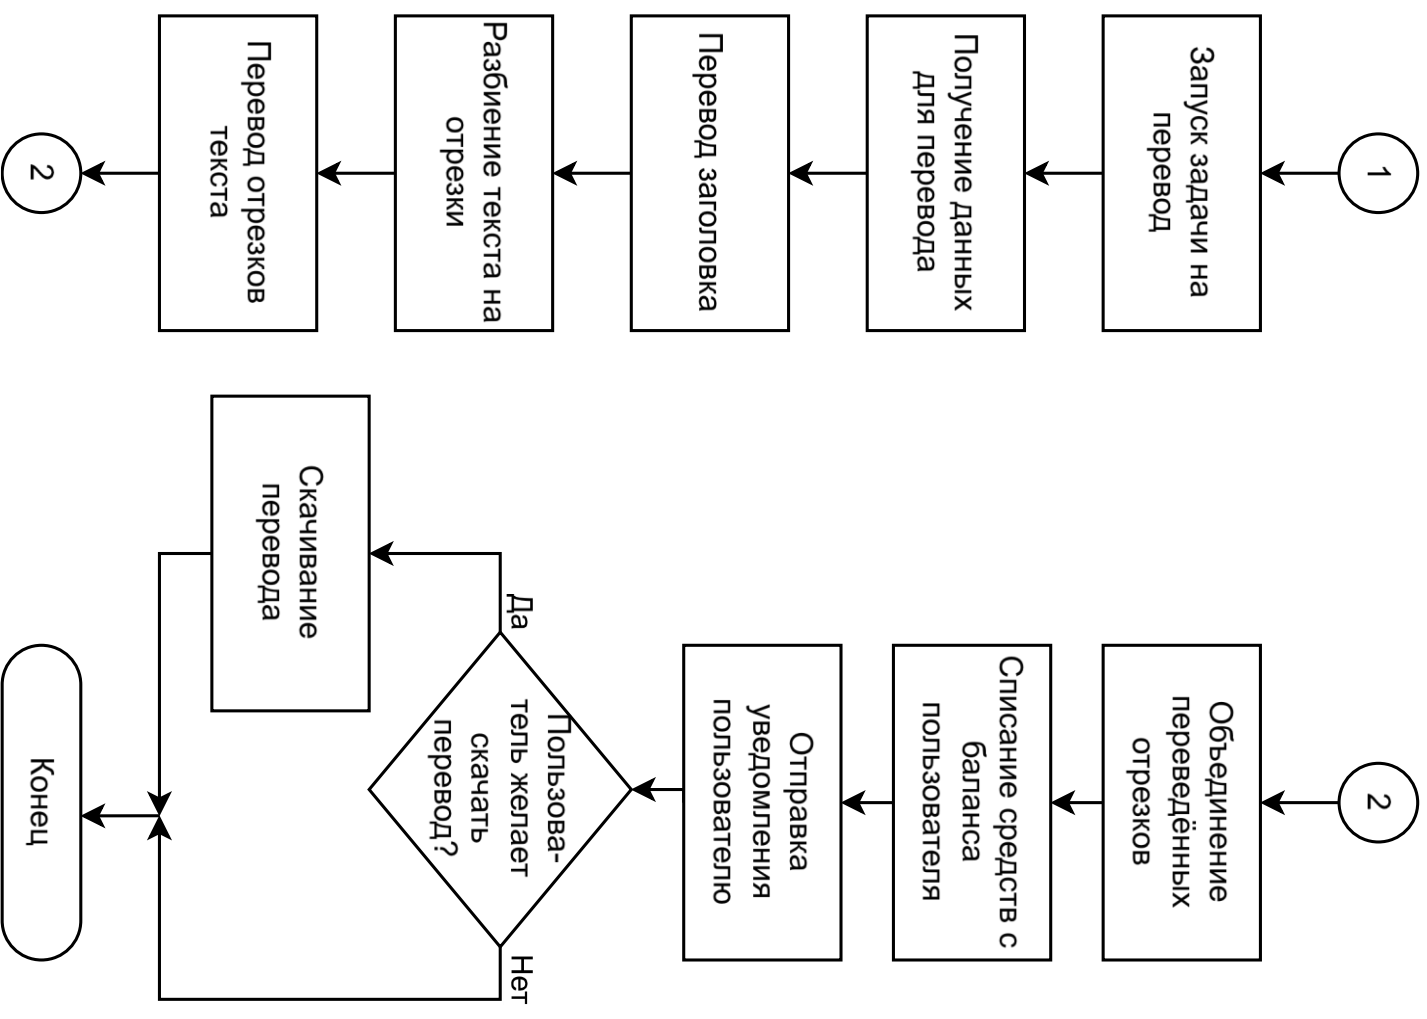 1
Запуск задачи на
перевод
Получение данных
для перевода
Перевод заголовка
Разбиение текста на
отрезки
Перевод отрезков
текста
2
2
Объединение
переведённых
отрезков
Списание средств с
баланса
пользователя
Отправка
уведомления
пользователю
Пользова-
тель желает
скачать
перевод?
Да
Нет
Скачивание
перевода
Конец